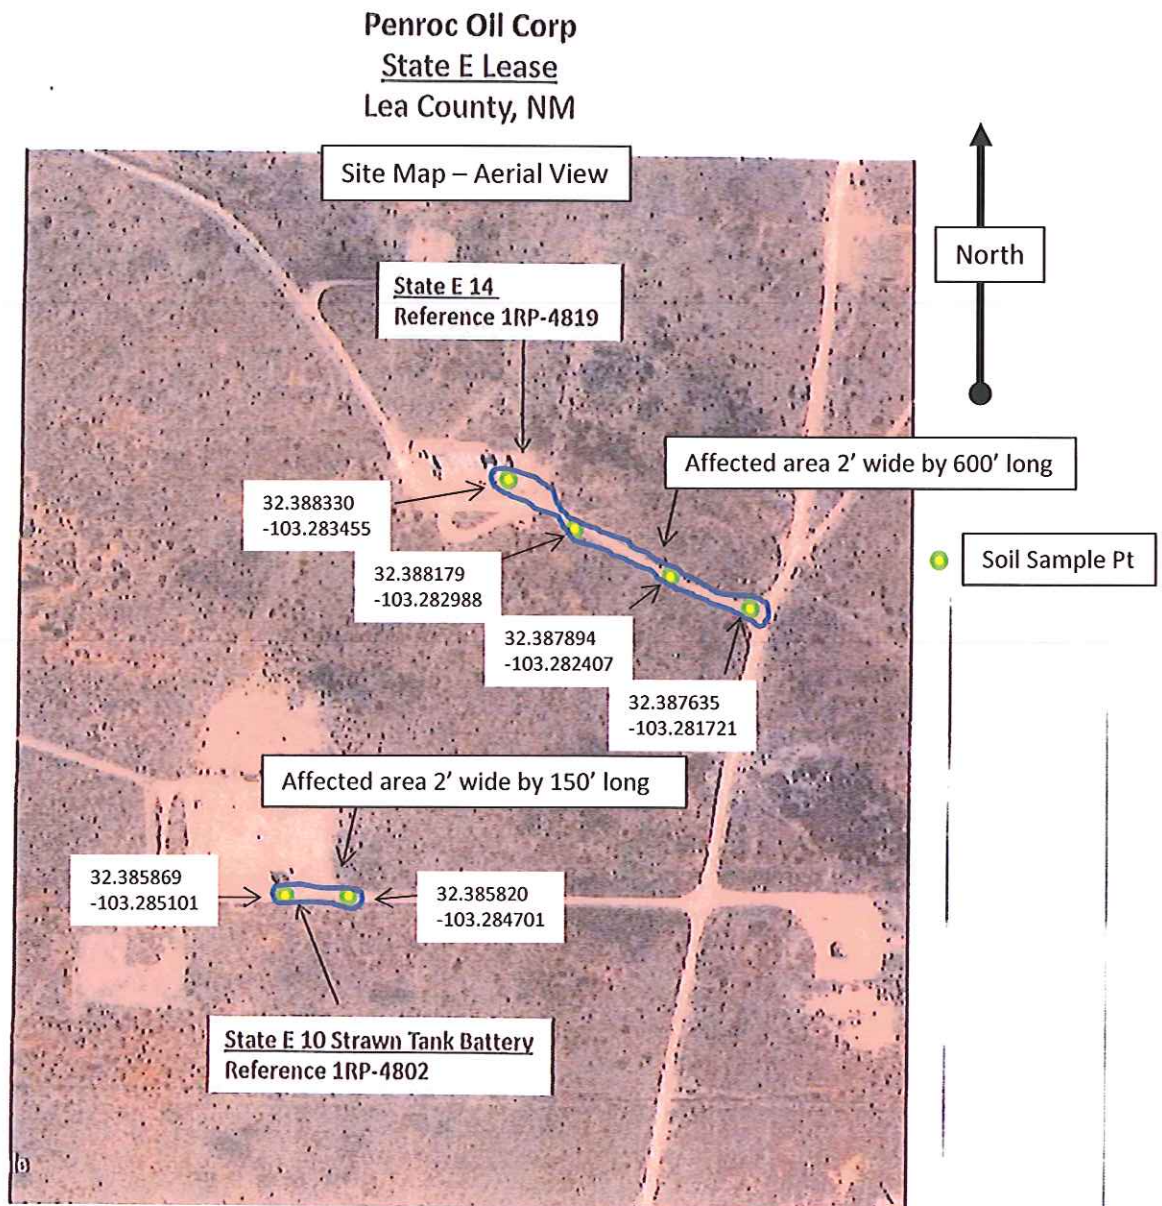 Penroc Oil Corp
State E Lease
Lea County, NM
Site Map – Aerial View
North
State E 14
Reference 1RP-4819
Affected area 2’ wide by 600’ long
32.388330
-103.283455
Soil Sample Pt
32.388179
-103.282988
32.387894
-103.282407
32.387635
-103.281721
Affected area 2’ wide by 150’ long
32.385869
-103.285101
32.385820
-103.284701
State E 10 Strawn Tank Battery
Reference 1RP-4802